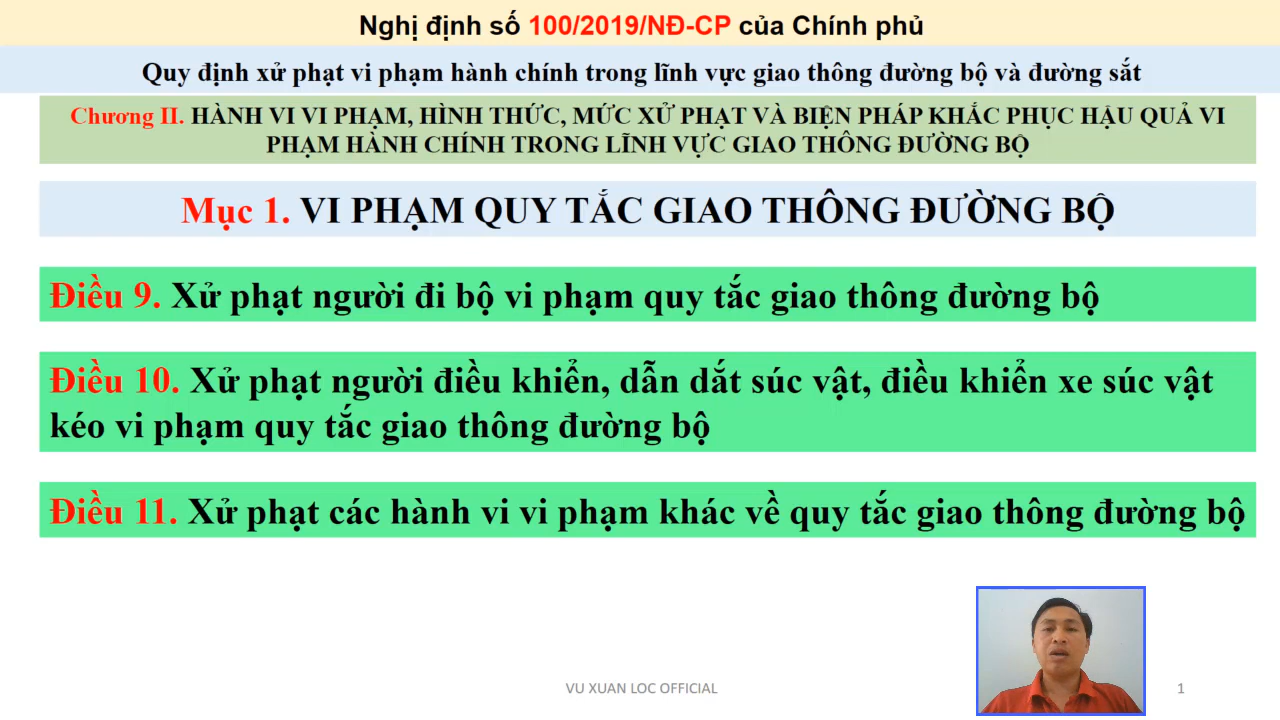 Nghị định số 100/2019/NĐ-CP của Chính phủ
Quy định xử phạt vi phạm hành chính trong lĩnh vực giao thông đường bộ và đường sắt
Chương II. HÀNH VI VI PHẠM, HÌNH THỨC, MỨC XỬ PHẠT VÀ BIỆN PHÁP KHẮC PHỤC HẬU QUẢ VI
PHẠM HÀNH CHÍNH TRONG LĨNH VỰC GIAO THÔNG ĐƯỜNG BỘ
Mục 1. VI PHẠM QUY TẮC GIAO THÔNG ĐƯỜNG BỘ
Điều 9. Xử phạt người đi bộ vi phạm quy tắc giao thông đường bộ
Điều 10. Xử phạt người điều khiển, dẫn dắt súc vật, điều khiển xe súc vật
kéo vi phạm quy tắc giao thông đường bộ
Điều 11. Xử phạt các hành vi vi phạm khác về quy tắc giao thông đường bộ
VU XUAN LOC OFFICIAL
1